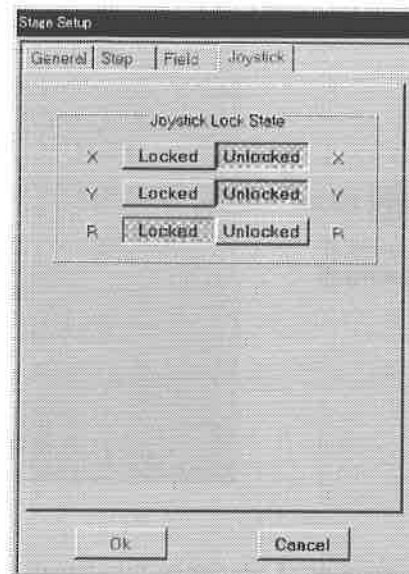 Stage Setup
General Step Field Joystick
Joystick Lock State
X Locked Unlocked X
Y Locked Unlocked Y
R Locked Unlocked R
Ok Cancel